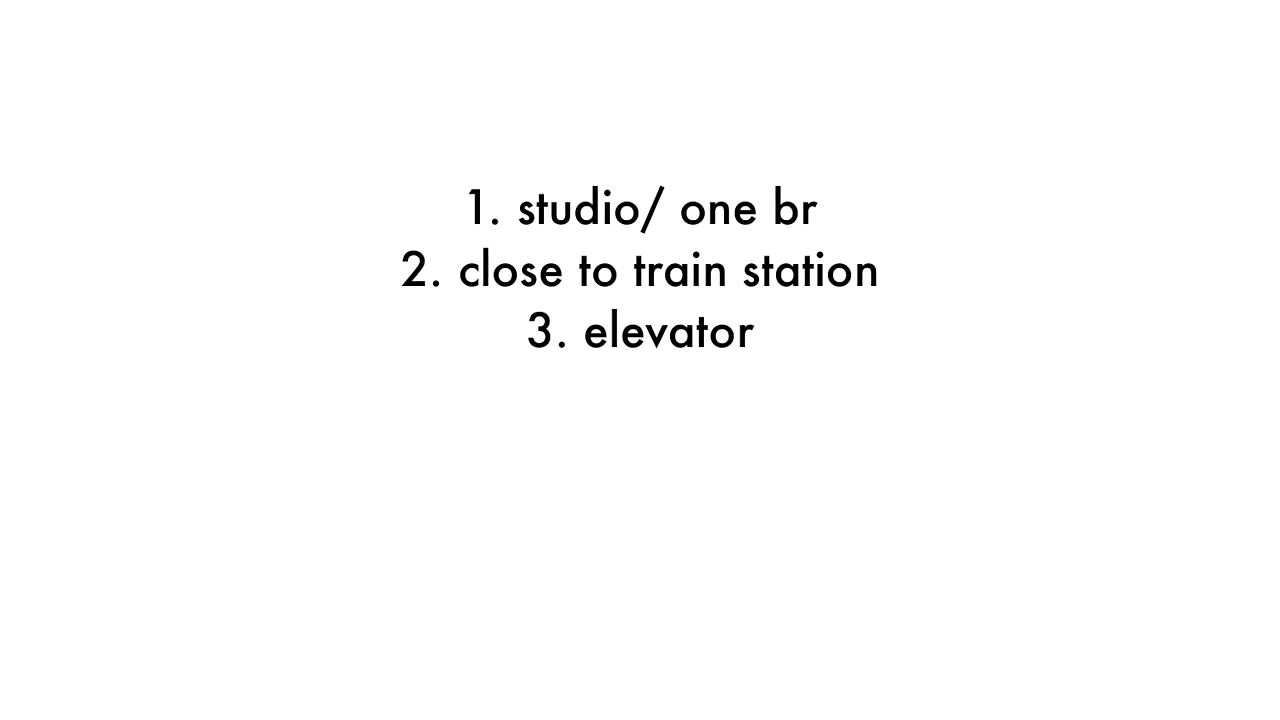 1. studio/ one br
2. close to train station
3. elevator